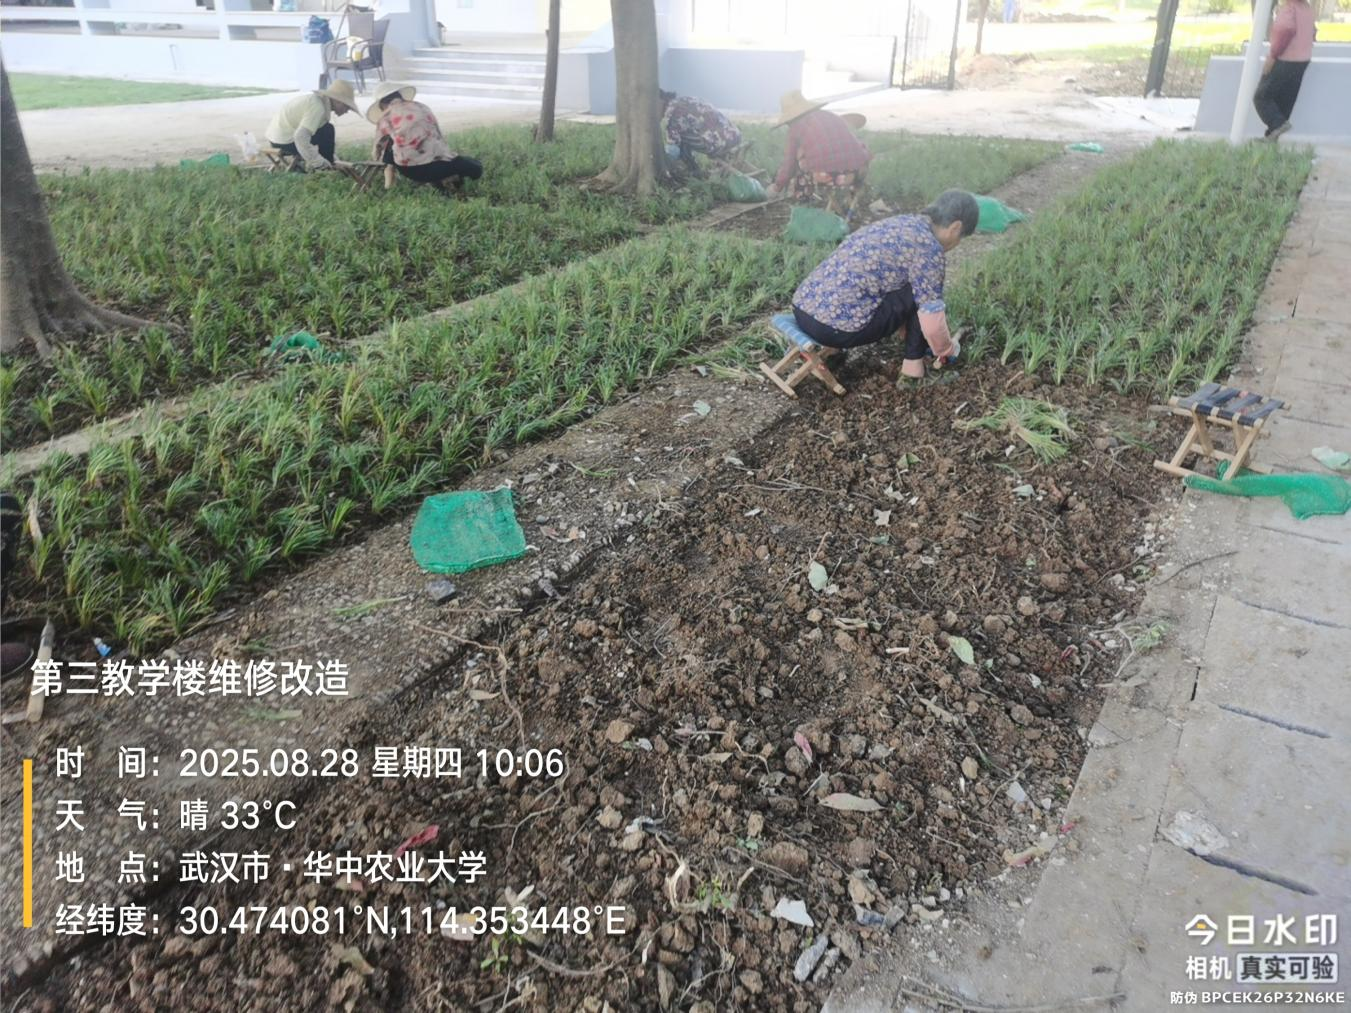 第三教学楼维修改造
时 间：2025.08.28 星期四 10:06
天 气：晴 33°C
地 点：武汉市·华中农业大学
经纬度：30.474081°N,114.353448°E
今日水印
相机 真实可验
防伪 BPCEK26P32N6KE